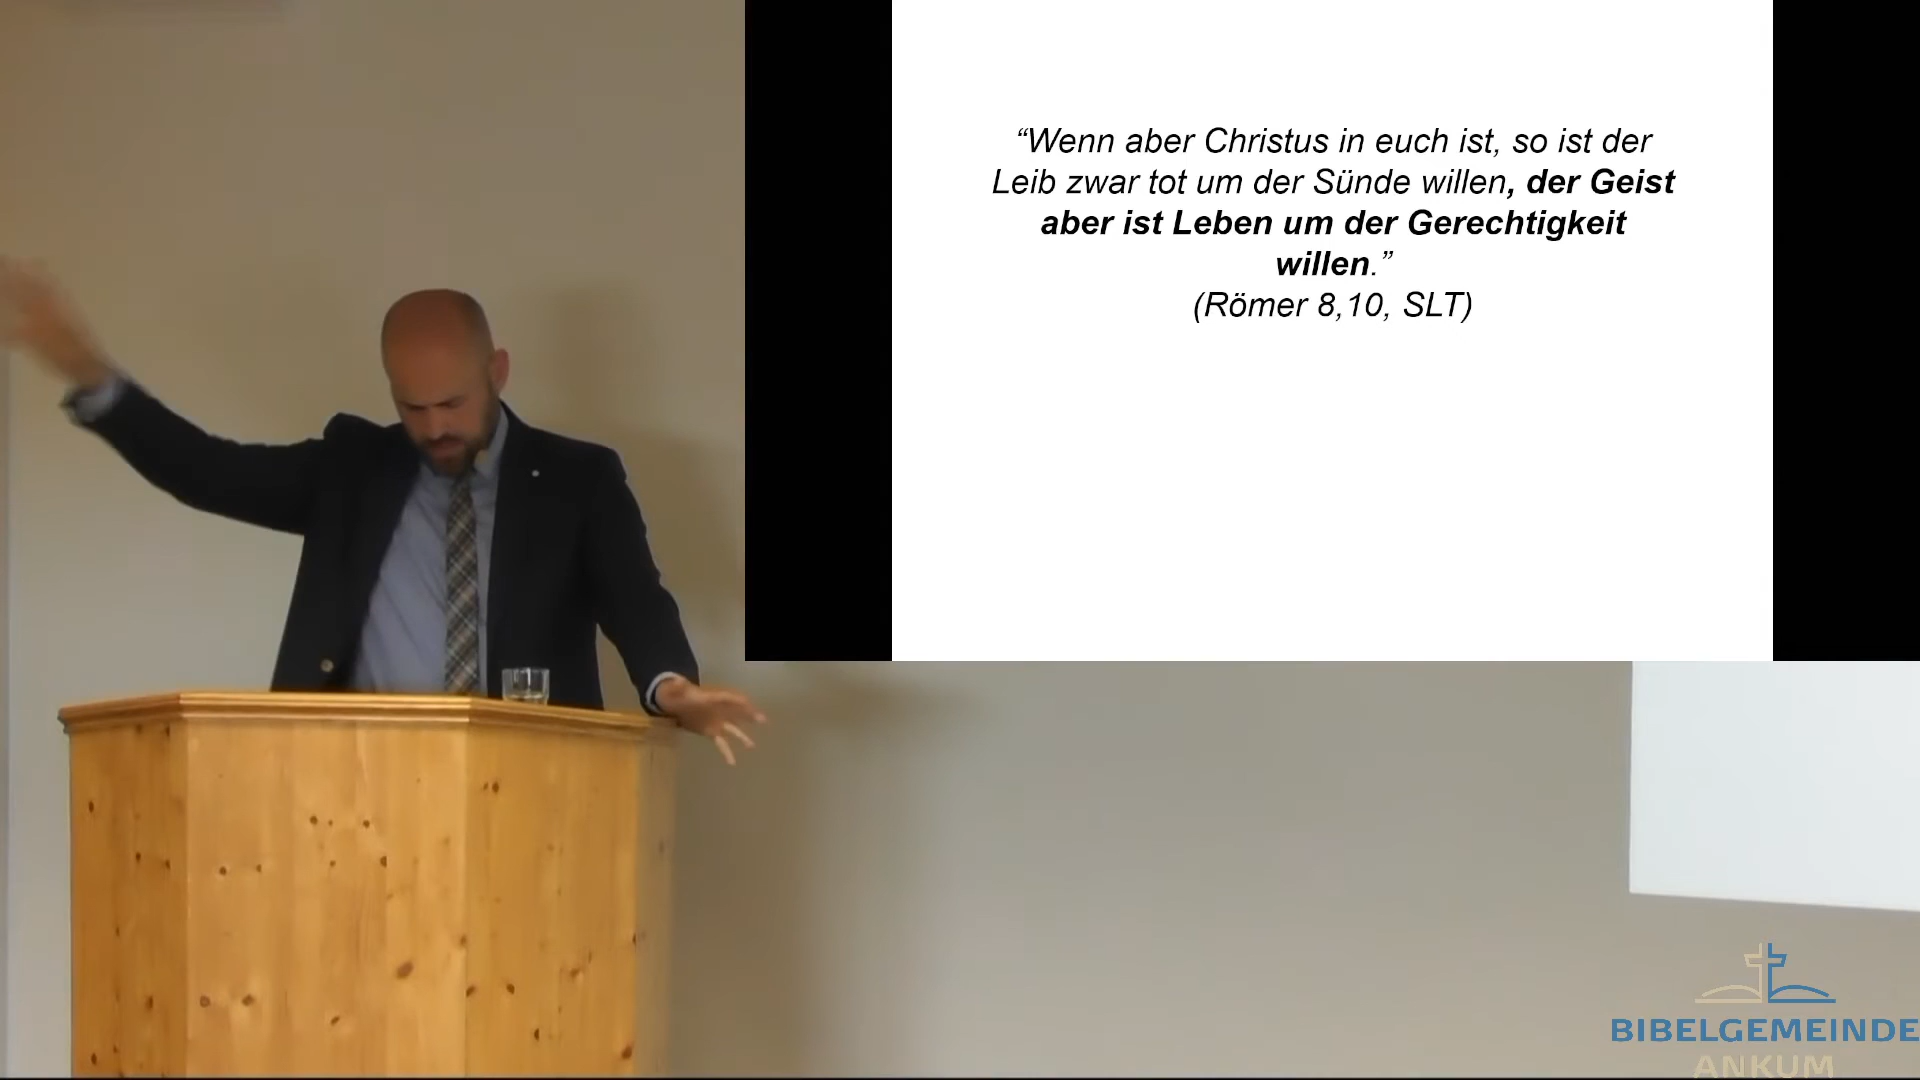 “Wenn aber Christus in euch ist, so ist der
Leib zwar tot um der Sünde willen, der Geist
aber ist Leben um der Gerechtigkeit
willen.”
(Römer 8,10, SLT)
BIBELGEMEINDE
ANKUM